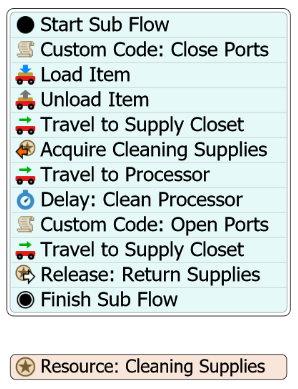 Start Sub Flow
Custom Code: Close Ports
Load Item
Unload Item
Travel to Supply Closet
Acquire Cleaning Supplies
Travel to Processor
Delay: Clean Processor
Custom Code: Open Ports
Travel to Supply Closet
Release: Return Supplies
Finish Sub Flow
Resource: Cleaning Supplies